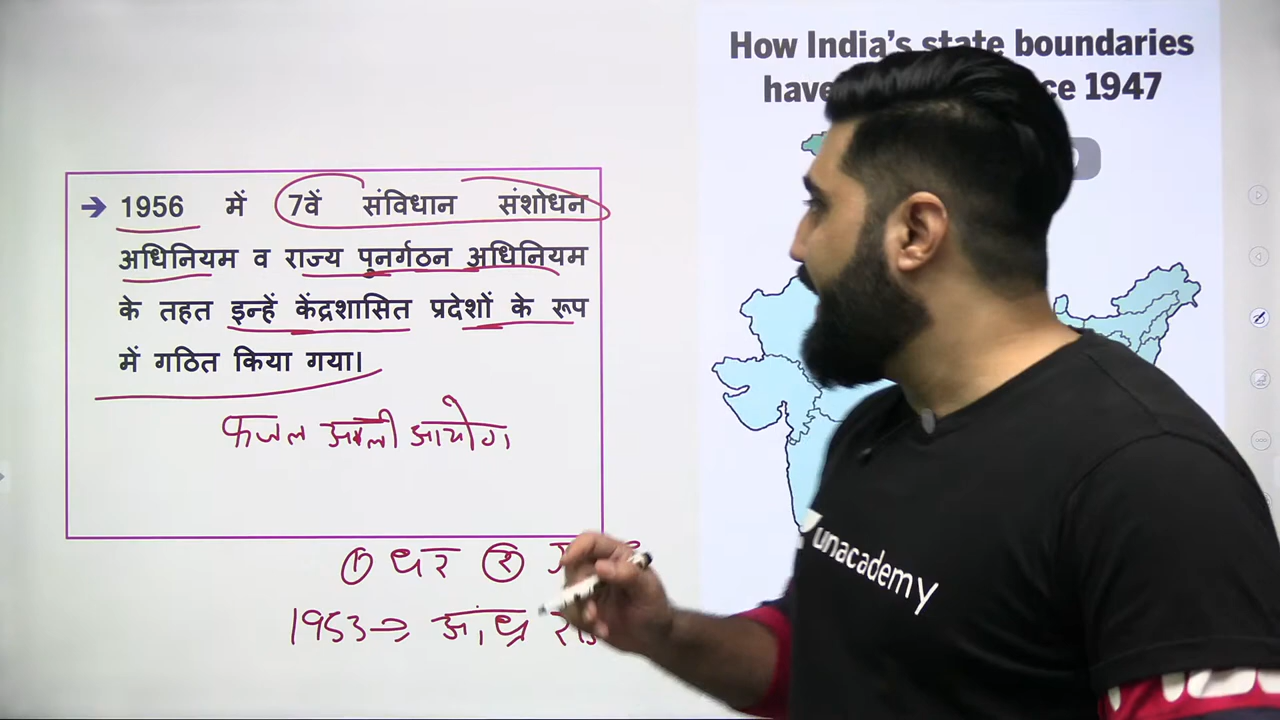 How India's state boundaries
have ce 1947
➔ 1956 में 7वें संविधान संशोधन
अधिनियम व राज्य पुनर्गठन अधिनियम
के तहत इन्हें केंद्रशासित प्रदेशों के रूप
में गठित किया गया।
फजल अली आयोग
① धर ②
1953 → आंध्र
unacademy